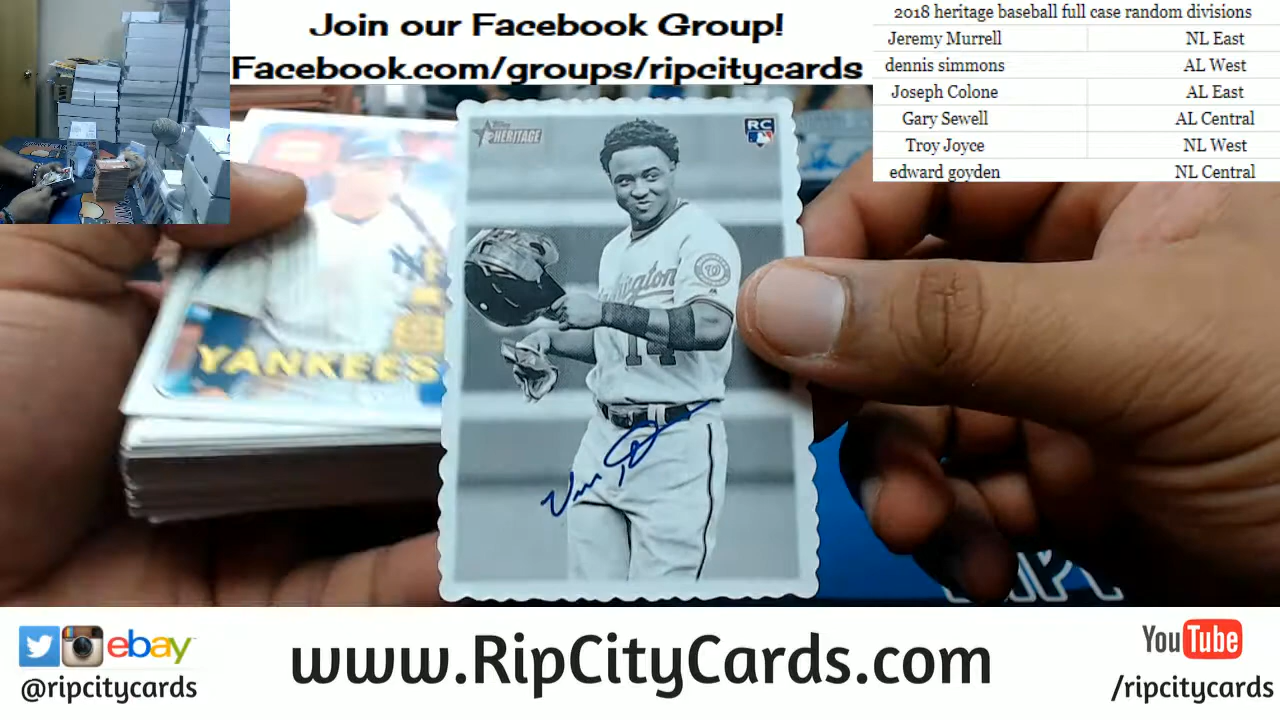 Join our Facebook Group!
Facebook.com/groups/ripcitycards
2018 heritage baseball full case random divisions
Jeremy Murrell NL East
dennis simmons AL West
Joseph Colone AL East
Gary Sewell AL Central
Troy Joyce NL West
edward goyden NL Central
HERITAGE
RC
14
YANKEES
ebay
@ripcitycards
www.RipCityCards.com
YouTube
/ripcitycards